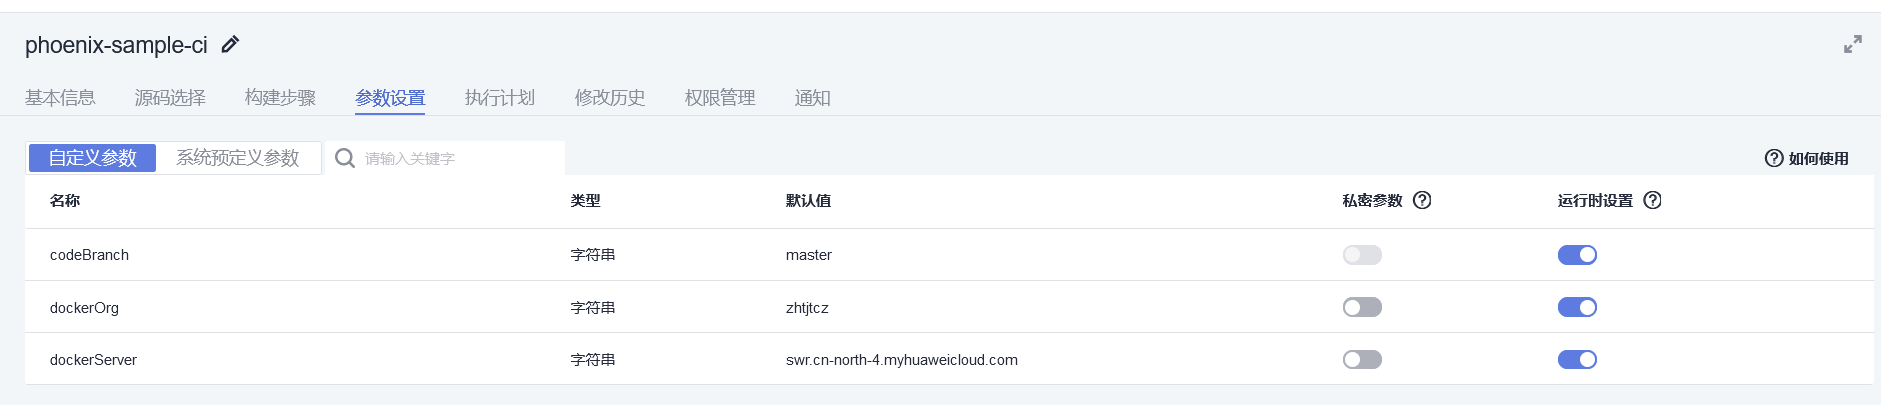 phoenix-sample-ci
基本信息 源码选择 构建步骤 参数设置 执行计划 修改历史 权限管理 通知
自定义参数 系统预定义参数 请输入关键字 如何使用
名称 类型 默认值 私密参数 运行时设置
codeBranch 字符串 master
dockerOrg 字符串 zhtjtcz
dockerServer 字符串 swr.cn-north-4.myhuaweicloud.com